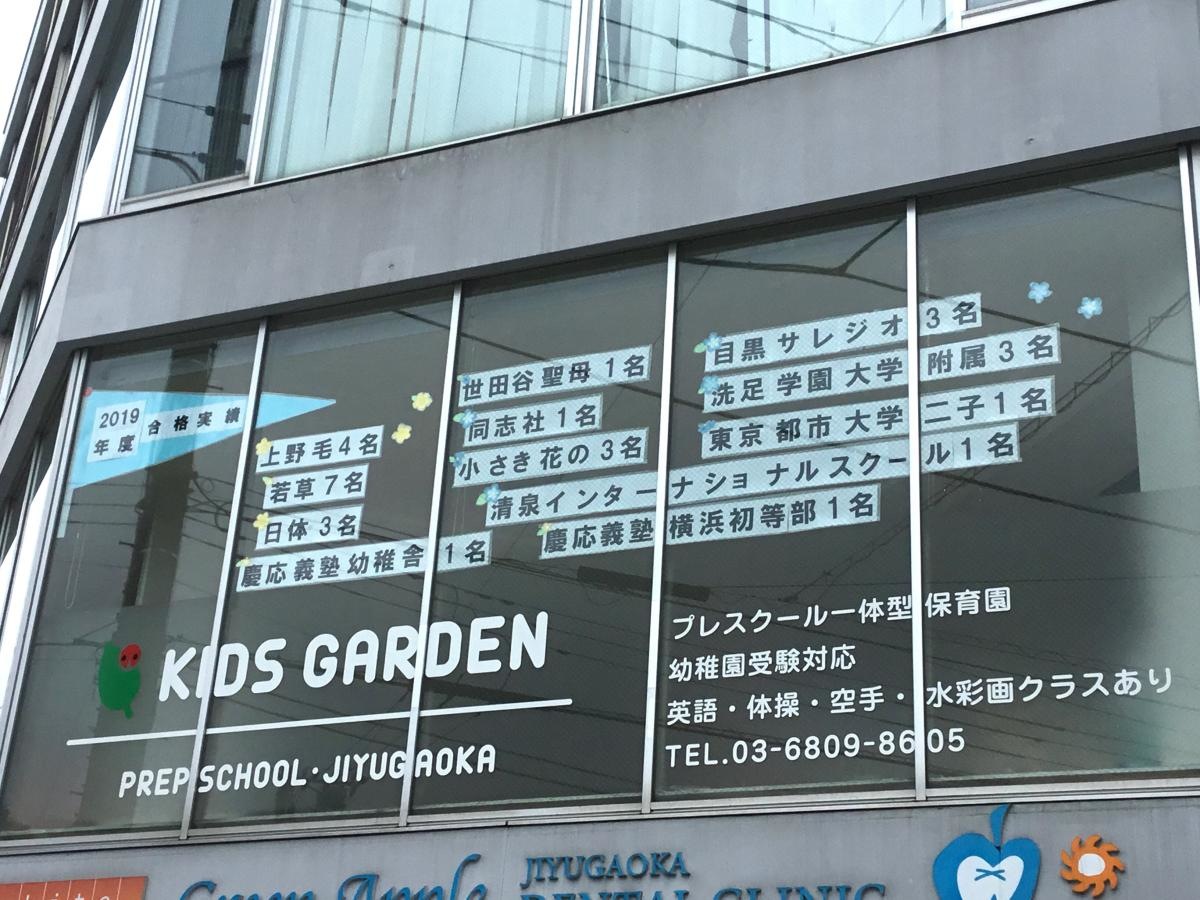 2019
年度 合格実績
上野毛4名
若草7名
日体3名
慶応義塾幼稚舎1名
世田谷聖母1名
同志社1名
小さき花の3名
清泉インターナショナルスクール1名
慶応義塾横浜初等部1名
目黒サレジオ3名
洗足学園大学附属3名
東京都市大学二子1名
KIDS GARDEN
PREP SCHOOL・JIYUGAOKA
プレスクール一体型保育園
幼稚園受験対応
英語・体操・空手・水彩画クラスあり
TEL.03-6809-8605
Green Apple
JIYUGAOKA
DENTAL CLINIC